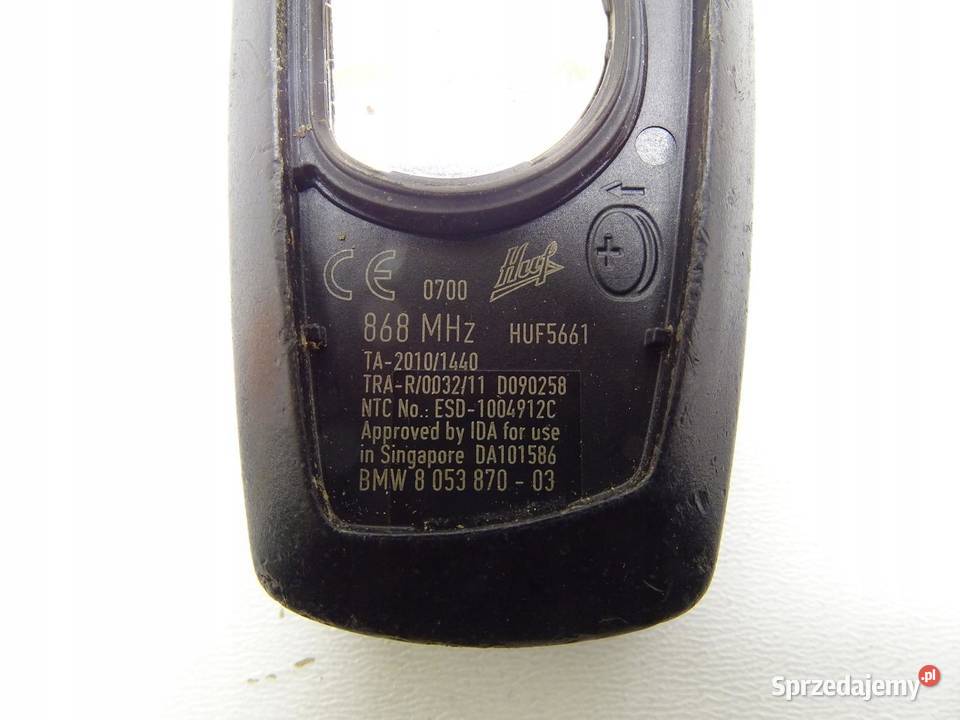 CE 0700 Huf
868 MHz HUF5661
TA-2010/1440
TRA-R/0032/11 D090258
NTC No.: ESD-1004912C
Approved by IDA for use
in Singapore DA101586
BMW 8 053 870 - 03
Sprzedajemy.pl